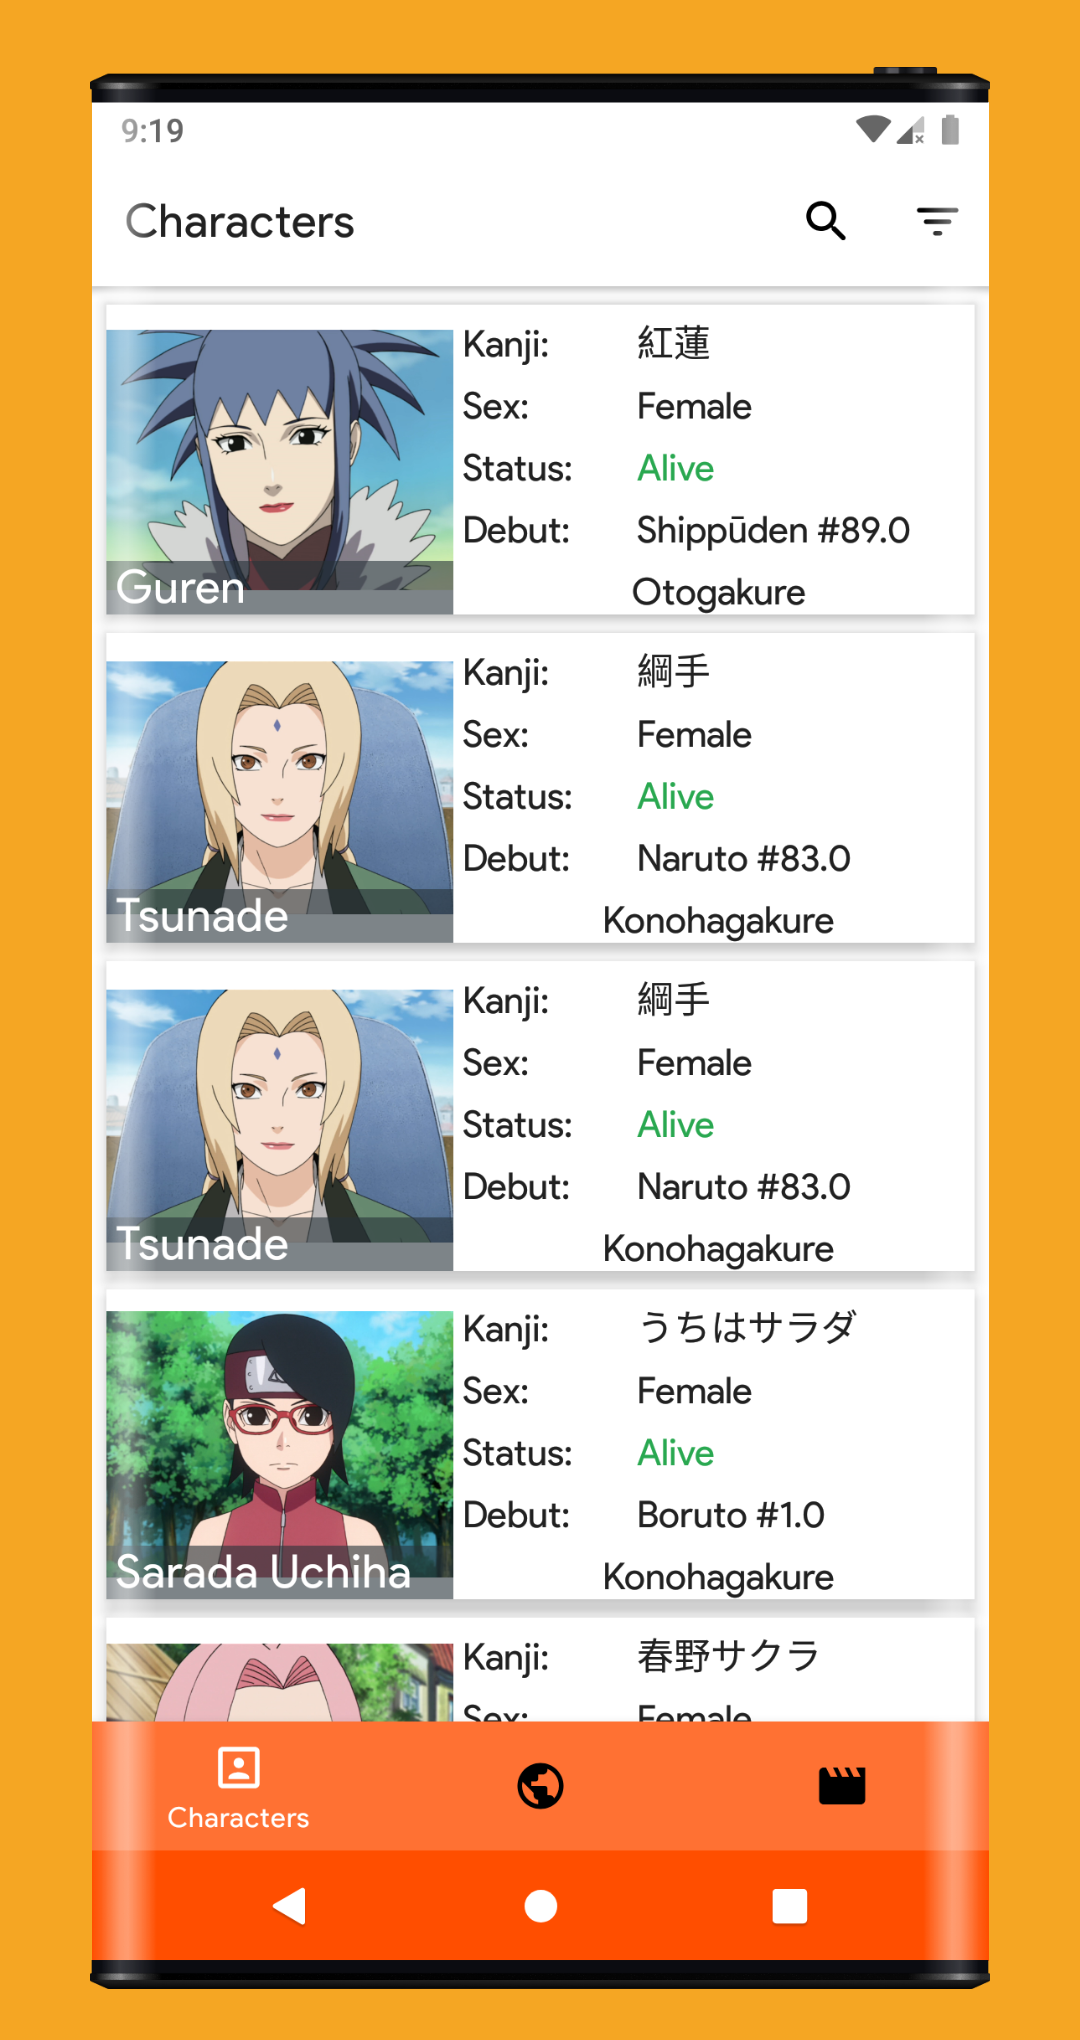 9:19
Characters
Kanji: 紅蓮
Sex: Female
Status: Alive
Debut: Shippūden #89.0
Otogakure
Guren
Kanji: 綱手
Sex: Female
Status: Alive
Debut: Naruto #83.0
Konohagakure
Tsunade
Kanji: 綱手
Sex: Female
Status: Alive
Debut: Naruto #83.0
Konohagakure
Tsunade
Kanji: うちはサラダ
Sex: Female
Status: Alive
Debut: Boruto #1.0
Konohagakure
Sarada Uchiha
Kanji: 春野サクラ
Sex: Female
Characters